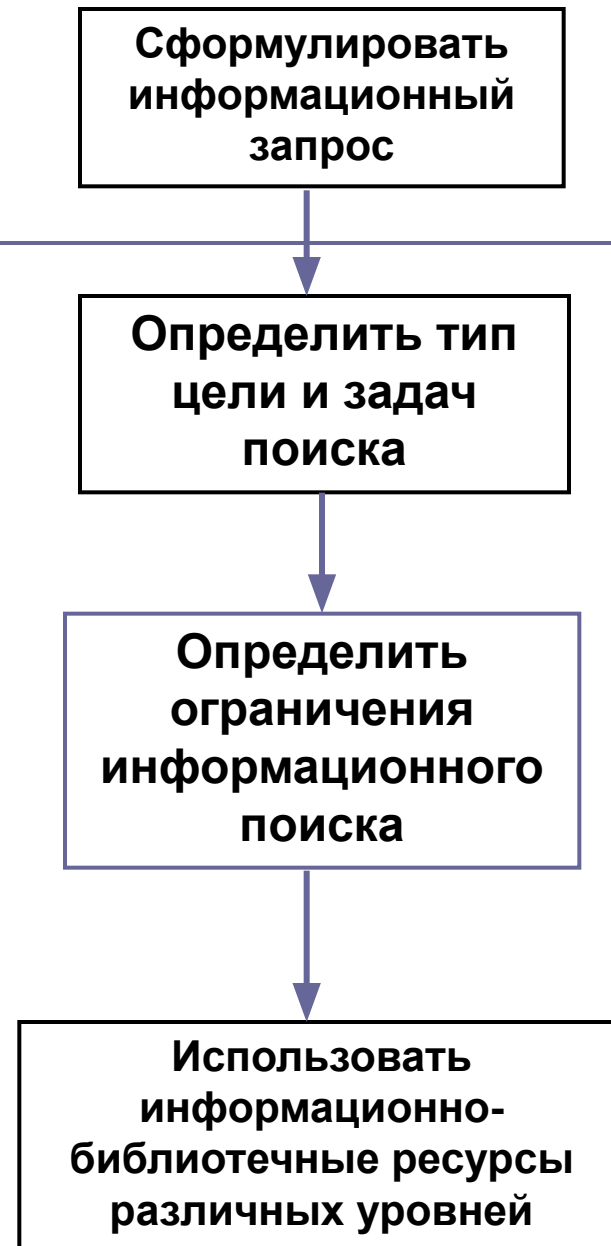 Сформулировать
информационный
запрос
Определить тип
цели и задач
поиска
Определить
ограничения
информационного
поиска
Использовать
информационно-
библиотечные ресурсы
различных уровней